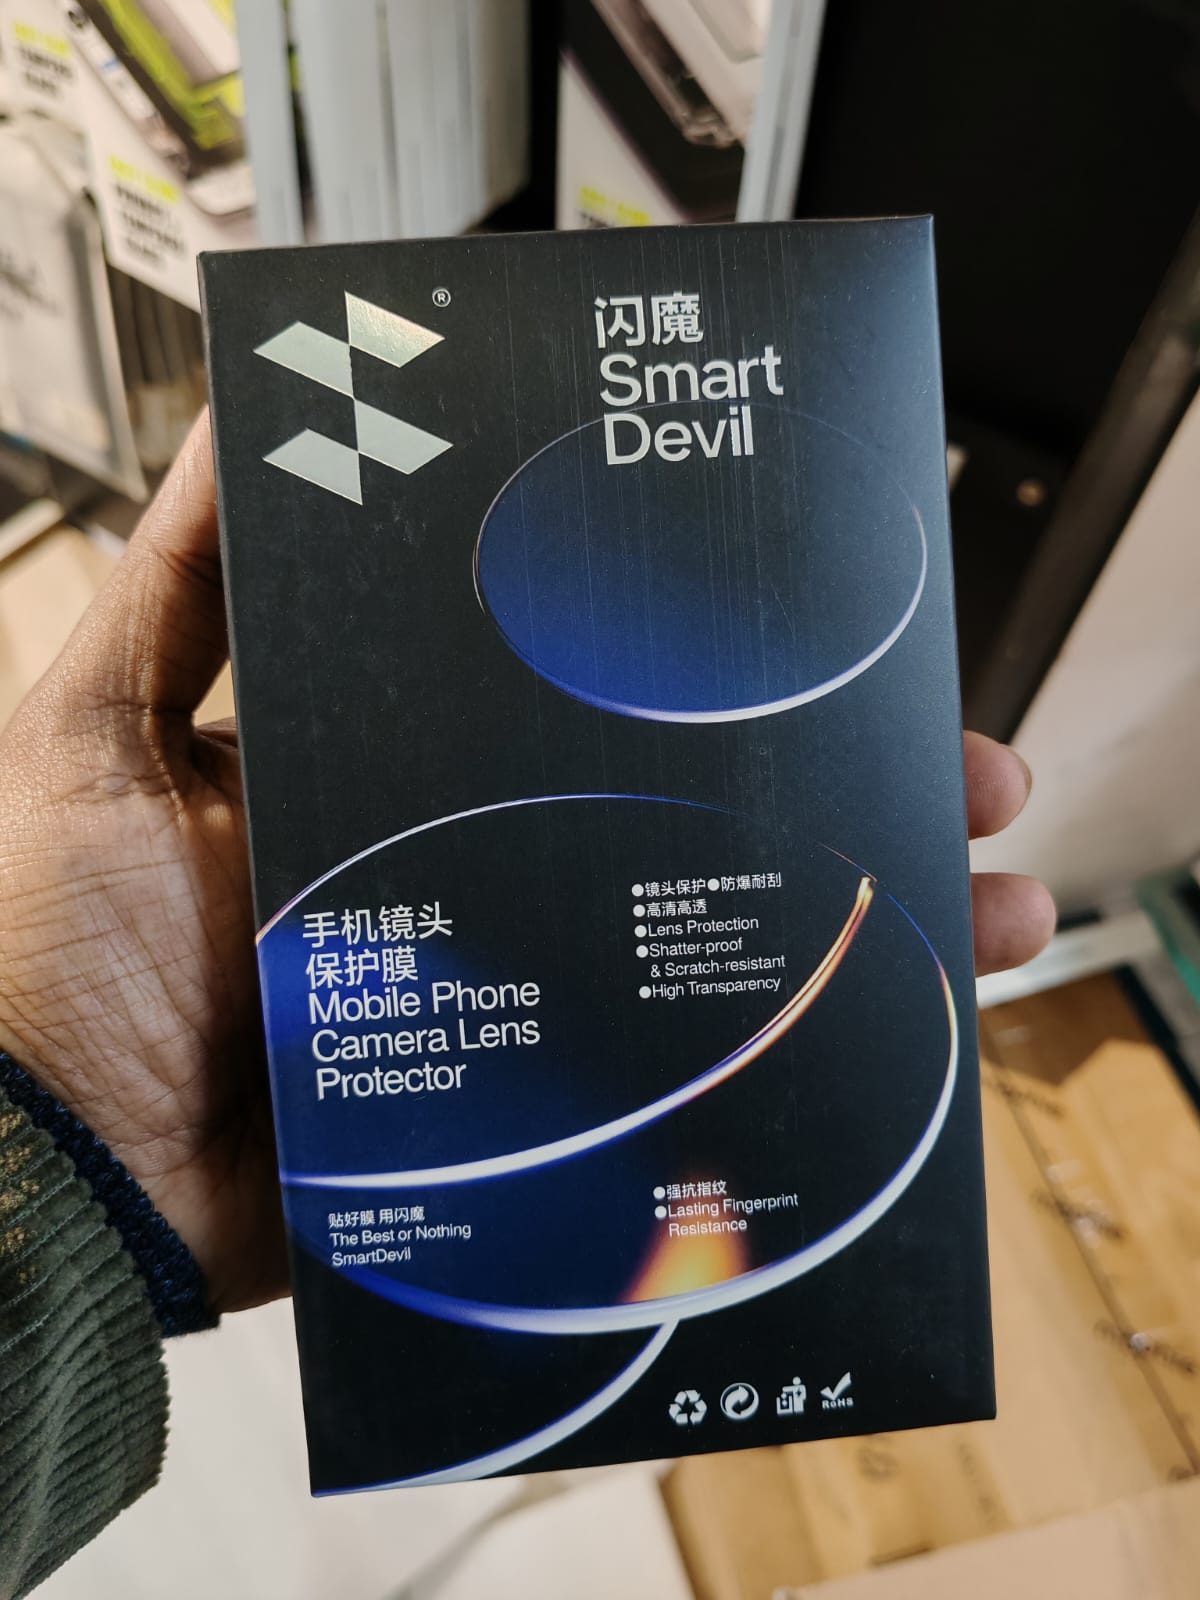 ®
闪魔
Smart
Devil
手机镜头
保护膜
Mobile Phone
Camera Lens
Protector
●镜头保护●防爆耐刮
●高清高透
●Lens Protection
●Shatter-proof
& Scratch-resistant
●High Transparency
贴好膜 用闪魔
The Best or Nothing
SmartDevil
●强抗指纹
●Lasting Fingerprint
Resistance
RoHS